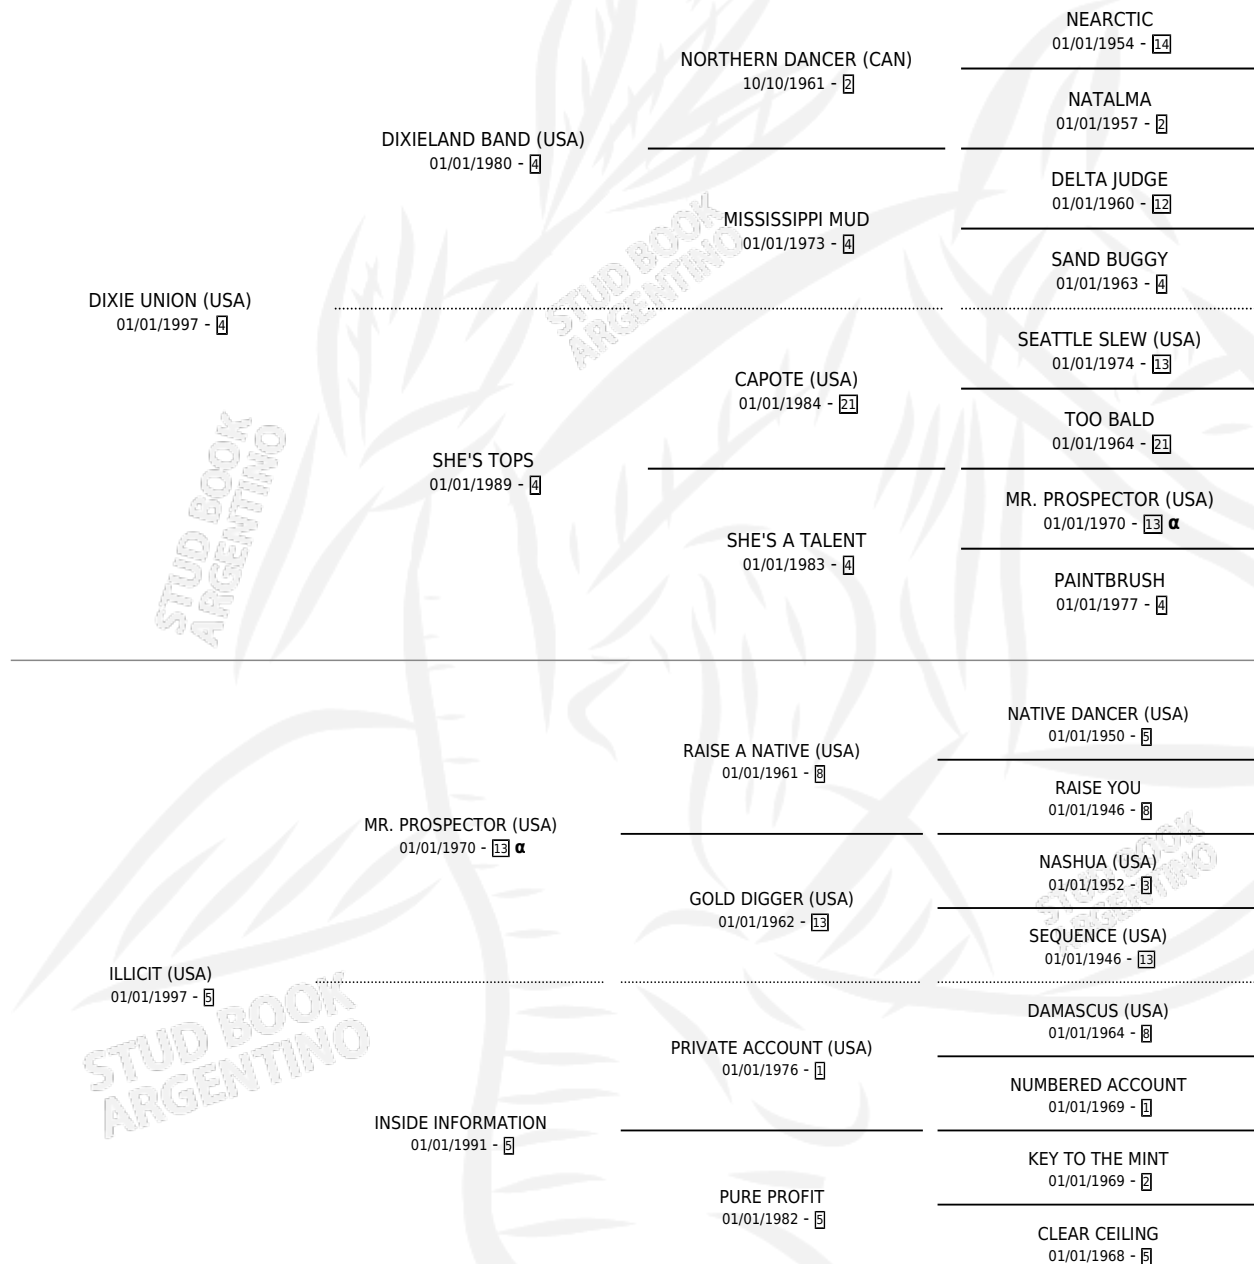 NEARCTIC
01/01/1954 - 14
NORTHERN DANCER (CAN)
10/10/1961 - 2
NATALMA
01/01/1957 - 2
DIXIELAND BAND (USA)
01/01/1980 - 4
DELTA JUDGE
01/01/1960 - 12
MISSISSIPPI MUD
01/01/1973 - 4
SAND BUGGY
01/01/1963 - 4
DIXIE UNION (USA)
01/01/1997 - 4
SEATTLE SLEW (USA)
01/01/1974 - 13
CAPOTE (USA)
01/01/1984 - 21
TOO BALD
01/01/1964 - 21
SHE'S TOPS
01/01/1989 - 4
MR. PROSPECTOR (USA)
01/01/1970 - 13 α
SHE'S A TALENT
01/01/1983 - 4
PAINTBRUSH
01/01/1977 - 4
NATIVE DANCER (USA)
01/01/1950 - 5
RAISE A NATIVE (USA)
01/01/1961 - 8
RAISE YOU
01/01/1946 - 8
MR. PROSPECTOR (USA)
01/01/1970 - 13 α
NASHUA (USA)
01/01/1952 - 3
GOLD DIGGER (USA)
01/01/1962 - 13
SEQUENCE (USA)
01/01/1946 - 13
ILLICIT (USA)
01/01/1997 - 5
DAMASCUS (USA)
01/01/1964 - 8
PRIVATE ACCOUNT (USA)
01/01/1976 - 1
NUMBERED ACCOUNT
01/01/1969 - 1
INSIDE INFORMATION
01/01/1991 - 5
KEY TO THE MINT
01/01/1969 - 2
PURE PROFIT
01/01/1982 - 5
CLEAR CEILING
01/01/1968 - 5
STUD BOOK
ARGENTINO
STUD BOOK
ARGENTINO
STUD BOOK
ARGENTINO
STUD BOOK
ARGENTINO